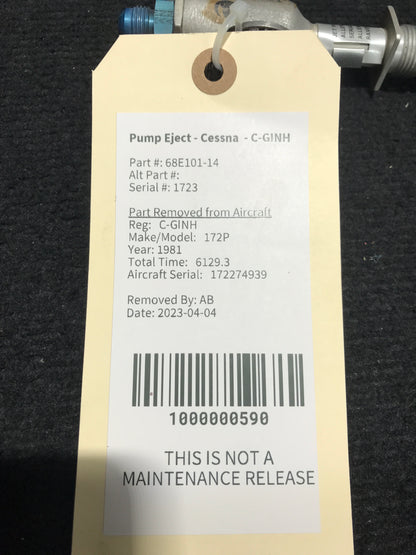 Pump Eject - Cessna - C-GINH
Part #: 68E101-14
Alt Part #:
Serial #: 1723
Part Removed from Aircraft
Reg: C-GINH
Make/Model: 172P
Year: 1981
Total Time: 6129.3
Aircraft Serial: 172274939
Removed By: AB
Date: 2023-04-04
1000000590
THIS IS NOT A
MAINTENANCE RELEASE